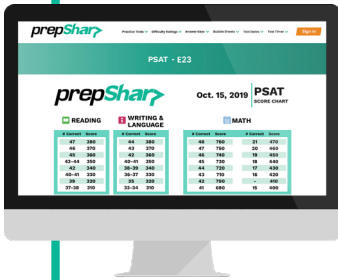 prepSharp
Practice Tests Difficulty Ratings Answer Keys Bubble Sheets Test Dates Test Timer Sign In
PSAT - E23
prepSharp
Oct. 15, 2019 PSAT
SCORE CHART
READING WRITING & LANGUAGE MATH
# Correct Score # Correct Score # Correct Score # Correct Score
47 380 44 380 48 760 21 470
46 370 43 370 47 750 20 460
45 360 42 360 46 740 19 450
43-44 350 40-41 350 45 730 18 440
42 340 38-39 340 44 720 17 430
40-41 330 36-37 330 43 710 16 420
39 320 35 320 42 700 - 410
37-38 310 33-34 310 41 690 15 400